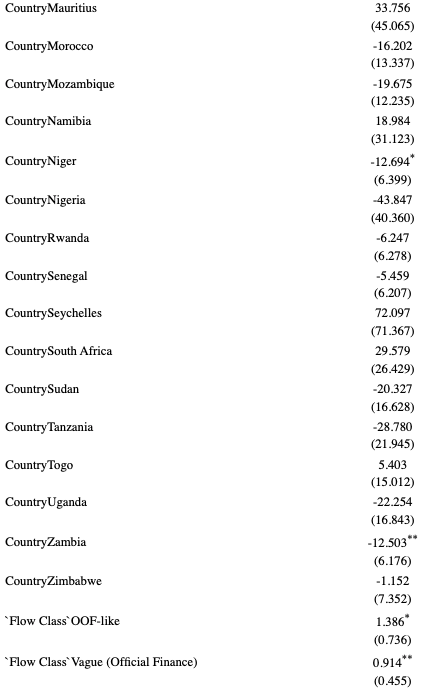 CountryMauritius 33.756
(45.065)
CountryMorocco -16.202
(13.337)
CountryMozambique -19.675
(12.235)
CountryNamibia 18.984
(31.123)
CountryNiger -12.694*
(6.399)
CountryNigeria -43.847
(40.360)
CountryRwanda -6.247
(6.278)
CountrySenegal -5.459
(6.207)
CountrySeychelles 72.097
(71.367)
CountrySouth Africa 29.579
(26.429)
CountrySudan -20.327
(16.628)
CountryTanzania -28.780
(21.945)
CountryTogo 5.403
(15.012)
CountryUganda -22.254
(16.843)
CountryZambia -12.503**
(6.176)
CountryZimbabwe -1.152
(7.352)
`Flow Class`OOF-like 1.386*
(0.736)
`Flow Class`Vague (Official Finance) 0.914**
(0.455)